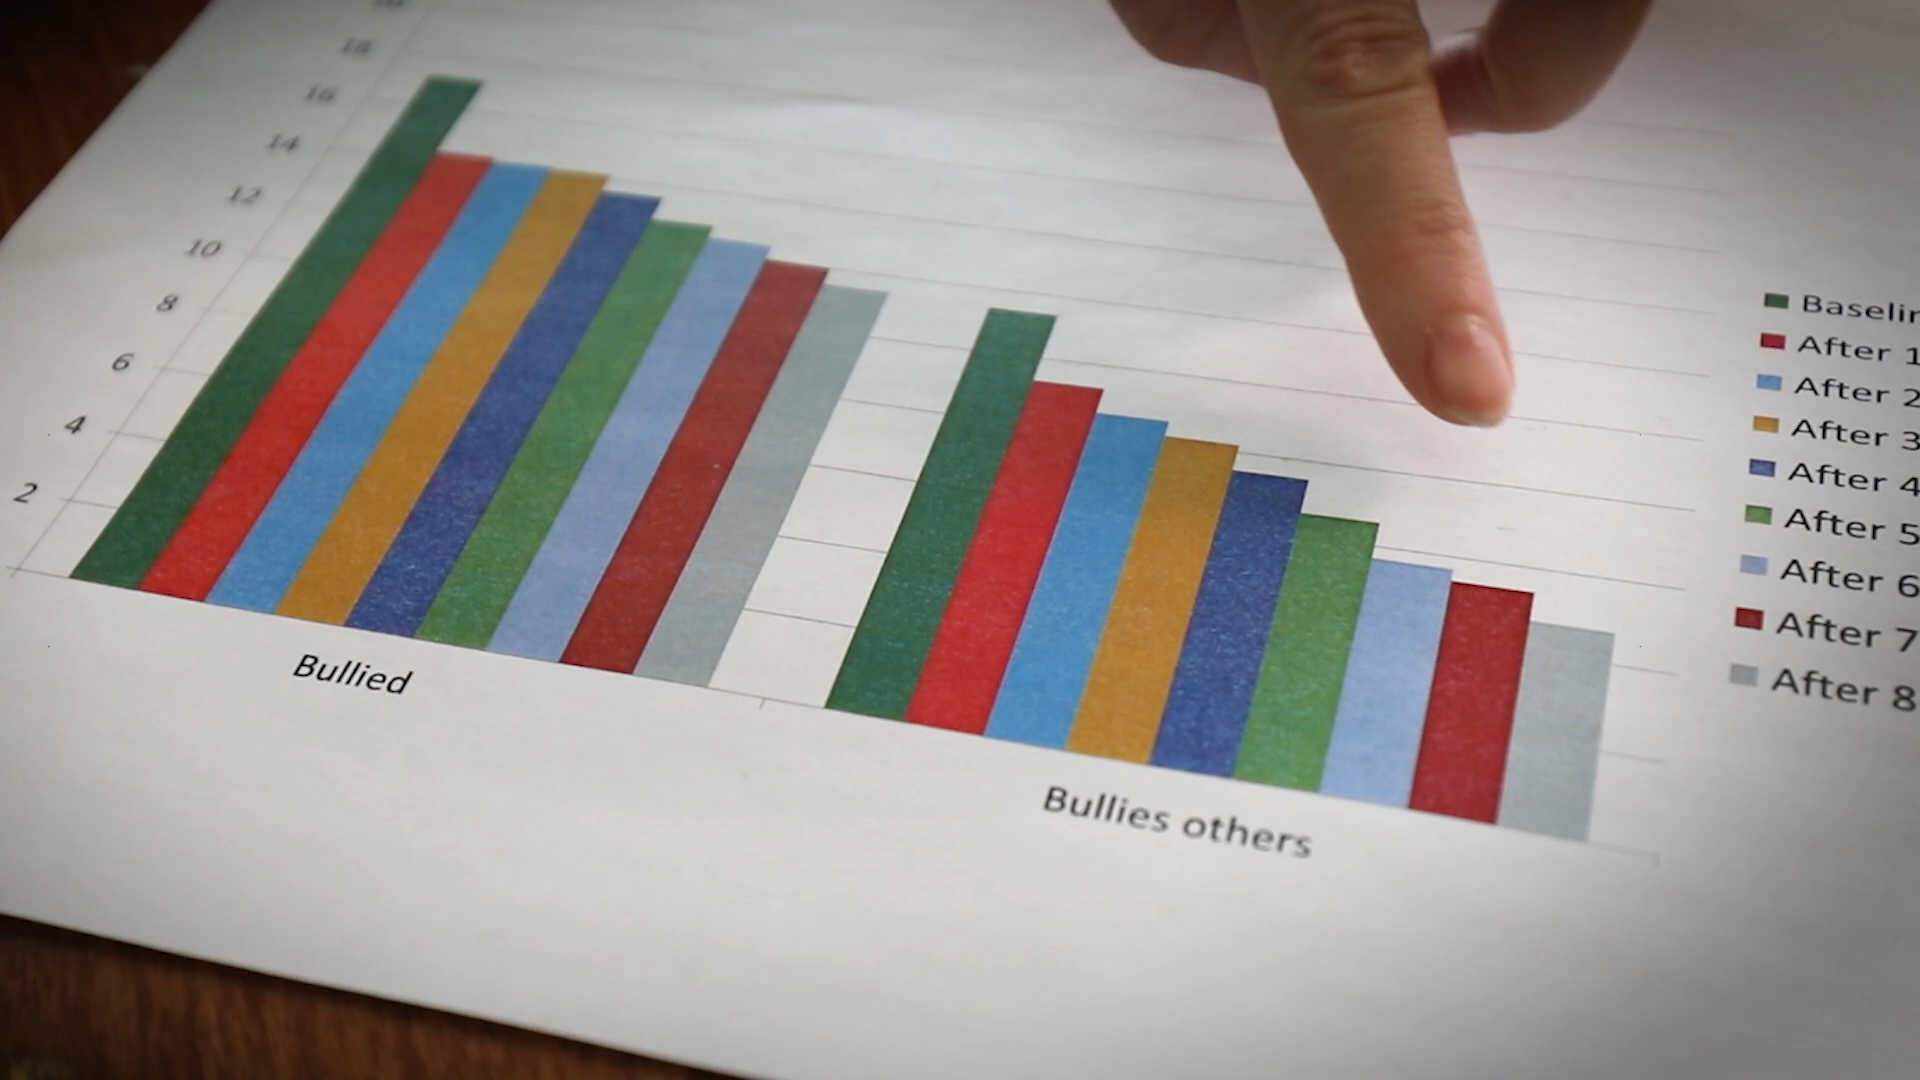 18
16
14
12
10
8
6
4
2
Bullied
Bullies others
Baselin
After 1
After 2
After 3
After 4
After 5
After 6
After 7
After 8